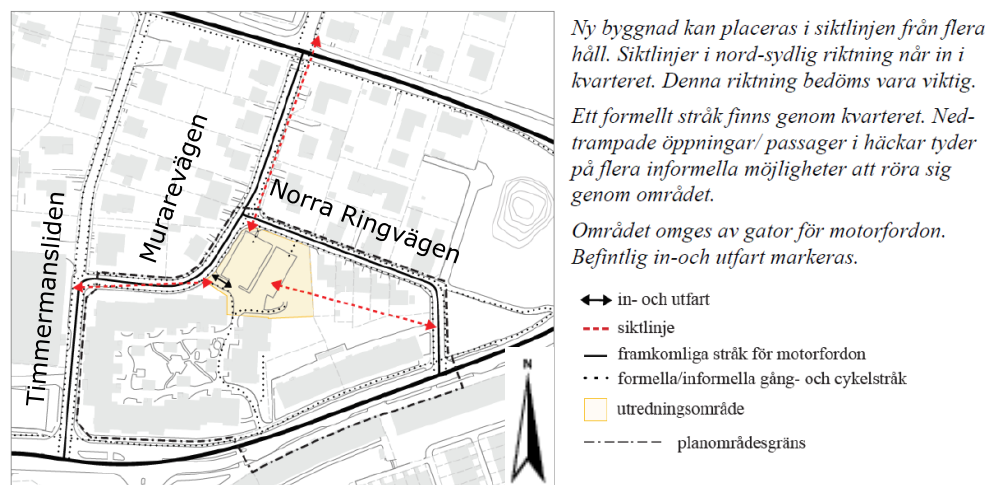 Timmermansliden
Murarevägen
Norra Ringvägen
N
Ny byggnad kan placeras i siktlinjen från flera
håll. Siktlinjer i nord-sydlig riktning når in i
kvarteret. Denna riktning bedöms vara viktig.
Ett formellt stråk finns genom kvarteret. Ned-
trampade öppningar/ passager i häckar tyder
på flera informella möjligheter att röra sig
genom området.
Området omges av gator för motorfordon.
Befintlig in-och utfart markeras.
in- och utfart
siktlinje
framkomliga stråk för motorfordon
formella/informella gång- och cykelstråk
utredningsområde
planområdesgräns